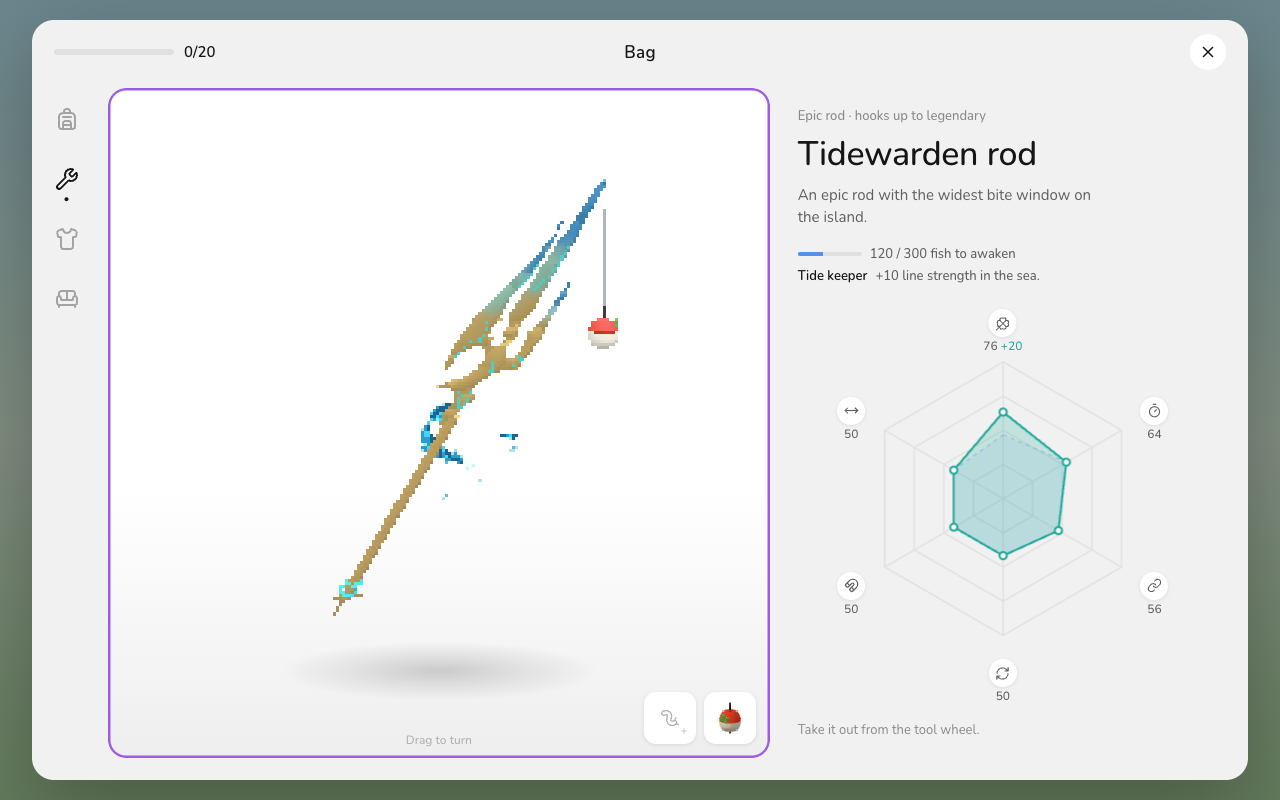 0/20
Bag
Epic rod · hooks up to legendary
Tidewarden rod
An epic rod with the widest bite window on
the island.
120 / 300 fish to awaken
Tide keeper +10 line strength in the sea.
76 +20
50
64
50
56
50
Take it out from the tool wheel.
Drag to turn